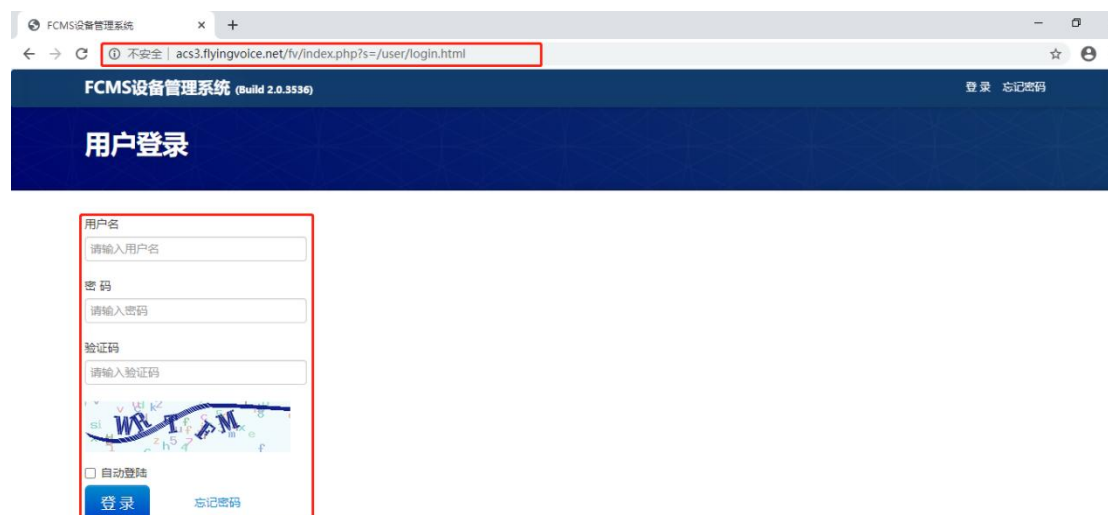 FCMS设备管理系统
不安全 | acs3.flyingvoice.net/fv/index.php?s=/user/login.html
FCMS设备管理系统 (Build 2.0.3536) 登 录 忘记密码
用户登录
用户名
请输入用户名
密 码
请输入密码
验证码
请输入验证码
自动登陆
登 录 忘记密码